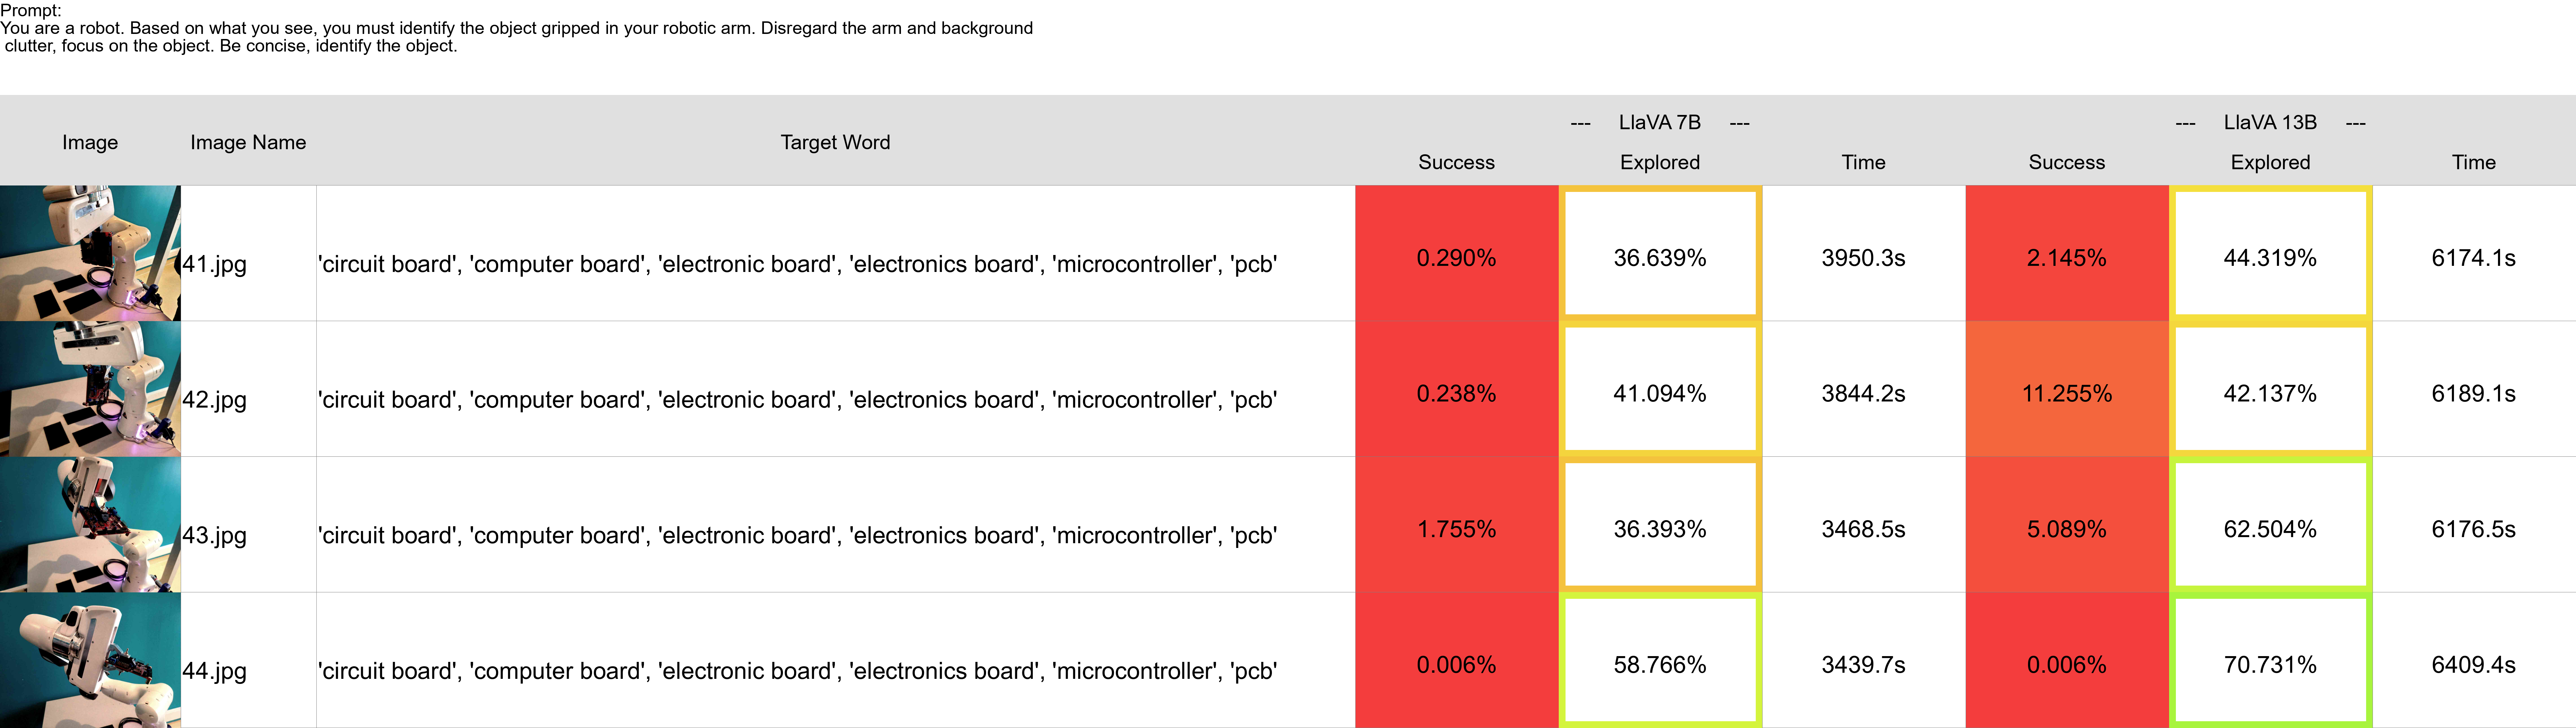 Prompt:
You are a robot. Based on what you see, you must identify the object gripped in your robotic arm. Disregard the arm and background
clutter, focus on the object. Be concise, identify the object.
--- LlaVA 7B --- --- LlaVA 13B ---
Image Image Name Target Word
Success Explored Time Success Explored Time
41.jpg 'circuit board', 'computer board', 'electronic board', 'electronics board', 'microcontroller', 'pcb' 0.290% 36.639% 3950.3s 2.145% 44.319% 6174.1s
42.jpg 'circuit board', 'computer board', 'electronic board', 'electronics board', 'microcontroller', 'pcb' 0.238% 41.094% 3844.2s 11.255% 42.137% 6189.1s
43.jpg 'circuit board', 'computer board', 'electronic board', 'electronics board', 'microcontroller', 'pcb' 1.755% 36.393% 3468.5s 5.089% 62.504% 6176.5s
44.jpg 'circuit board', 'computer board', 'electronic board', 'electronics board', 'microcontroller', 'pcb' 0.006% 58.766% 3439.7s 0.006% 70.731% 6409.4s